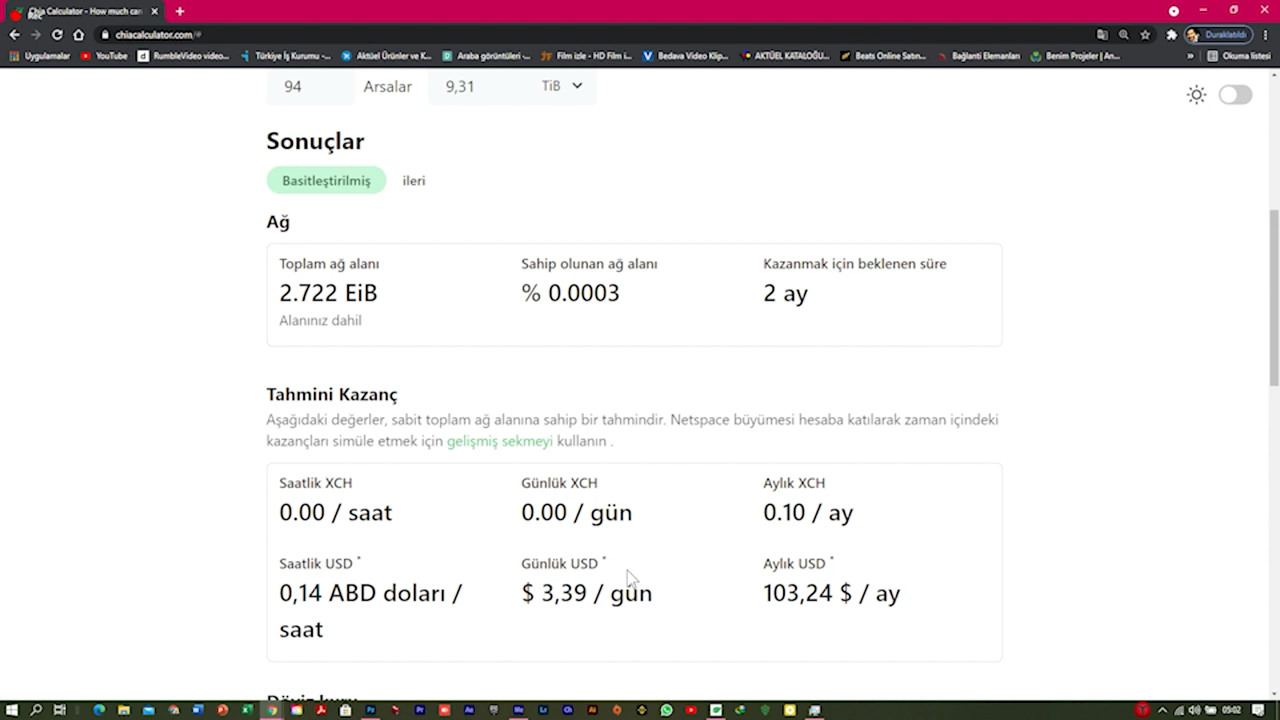 Chia Calculator - How much can
Rec
chiacalculator.com/#
Duraklatıldı
Uygulamalar
YouTube
RumbleVideo video...
Türkiye İş Kurumu -...
Aktüel Ürünler ve K...
Araba görüntüleri -...
Film izle - HD Film i...
Bedava Video Klip...
AKTÜEL KATALOĞU...
Beats Online Satın...
Bağlanti Elemanları
Benim Projeler | An...
»
Okuma listesi
94
Arsalar
9,31
TiB
Sonuçlar
Basitleştirilmiş
ileri
Ağ
Toplam ağ alanı
Sahip olunan ağ alanı
Kazanmak için beklenen süre
2.722 EiB
% 0.0003
2 ay
Alanınız dahil
Tahmini Kazanç
Aşağıdaki değerler, sabit toplam ağ alanına sahip bir tahmindir. Netspace büyümesi hesaba katılarak zaman içindeki
kazançları simüle etmek için gelişmiş sekmeyi kullanın .
Saatlik XCH
Günlük XCH
Aylık XCH
0.00 / saat
0.00 / gün
0.10 / ay
Saatlik USD *
Günlük USD *
Aylık USD *
0,14 ABD doları /
saat
$ 3,39 / gün
103,24 $ / ay
Döviz kuru
05:02